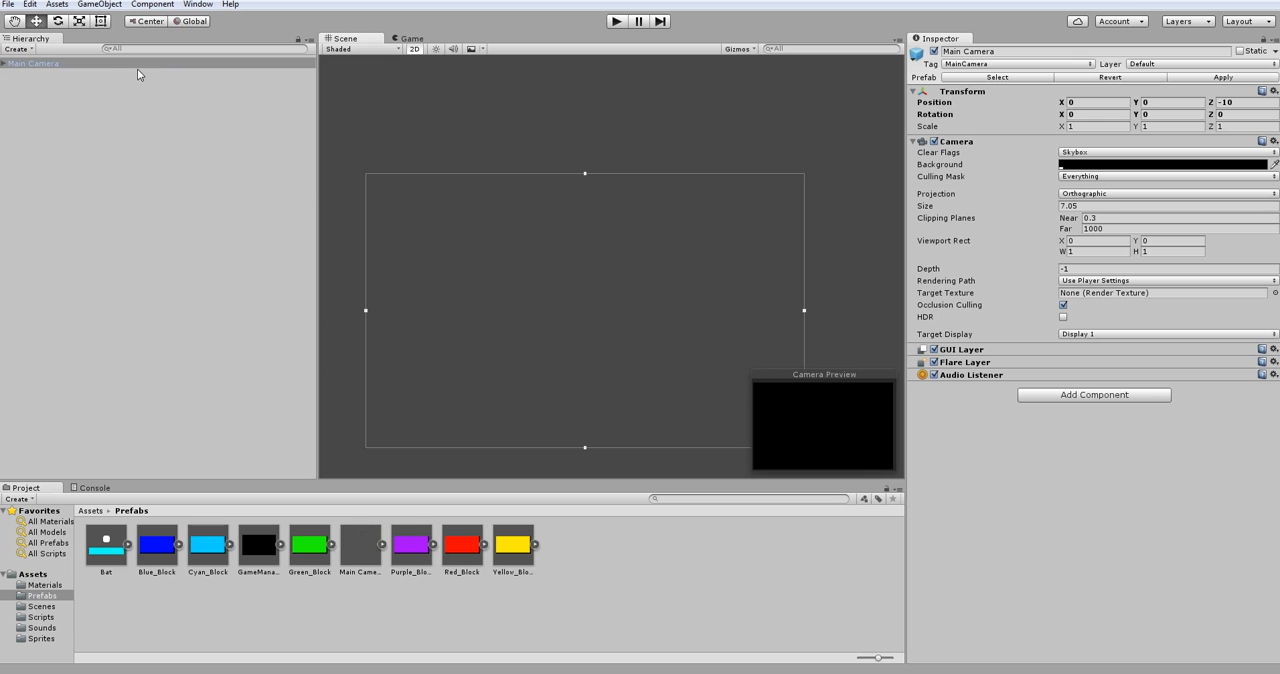 File Edit Assets GameObject Component Window Help
Center Global Account Layers Layout
Hierarchy
Create All
Main Camera
Scene Game
Shaded 2D Gizmos All
Camera Preview
Inspector
Main Camera Static
Tag MainCamera Layer Default
Prefab Select Revert Apply
Transform
Position X 0 Y 0 Z -10
Rotation X 0 Y 0 Z 0
Scale X 1 Y 1 Z 1
Camera
Clear Flags Skybox
Background
Culling Mask Everything
Projection Orthographic
Size 7.05
Clipping Planes Near 0.3
Far 1000
Viewport Rect X 0 Y 0
W 1 H 1
Depth -1
Rendering Path Use Player Settings
Target Texture None (Render Texture)
Occlusion Culling
HDR
Target Display Display 1
GUI Layer
Flare Layer
Audio Listener
Add Component
Project Console
Create
Favorites
All Materials
All Models
All Prefabs
All Scripts
Assets
Materials
Prefabs
Scenes
Scripts
Sounds
Sprites
Assets Prefabs
Bat Blue_Block Cyan_Block GameMana... Green_Block Main Came... Purple_Blo... Red_Block Yellow_Blo...